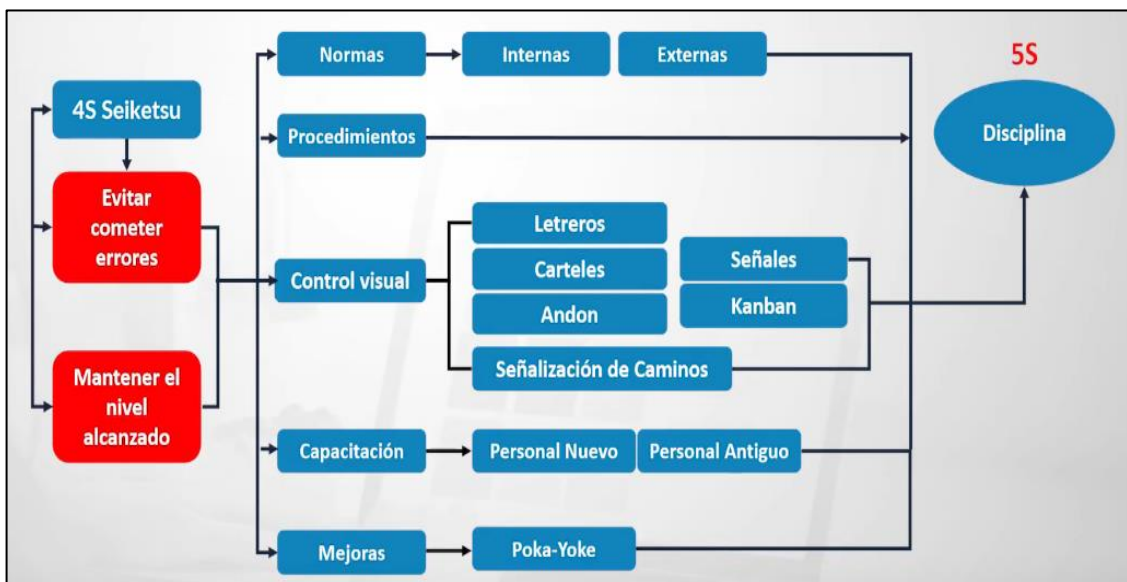 5S
Normas
Internas
Externas
4S Seiketsu
Procedimientos
Disciplina
Evitar
cometer
errores
Letreros
Señales
Control visual
Carteles
Kanban
Andon
Señalización de Caminos
Mantener el
nivel
alcanzado
Capacitación
Personal Nuevo
Personal Antiguo
Mejoras
Poka-Yoke